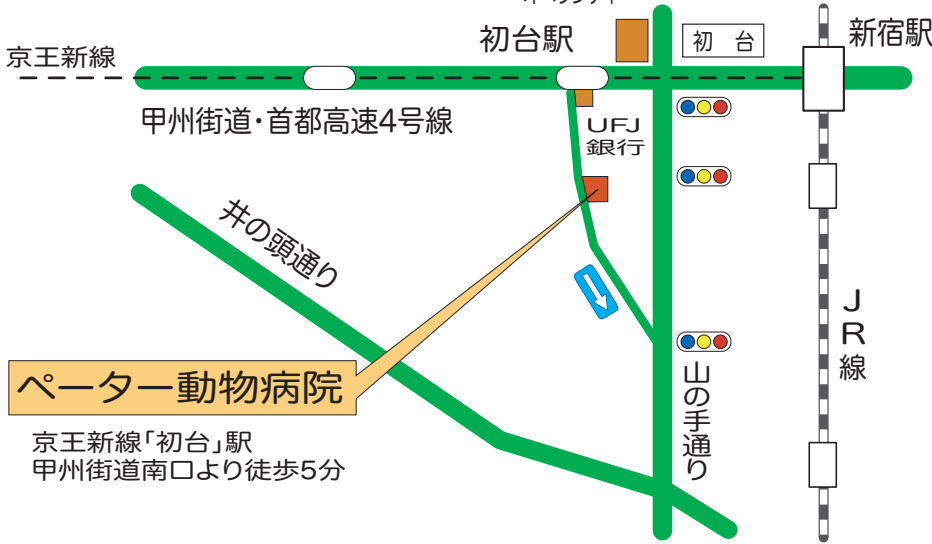 初台駅
初 台
新宿駅
京王新線
甲州街道・首都高速4号線
UFJ
銀行
井の頭通り
JR線
ペーター動物病院
山の手通り
京王新線「初台」駅
甲州街道南口より徒歩5分